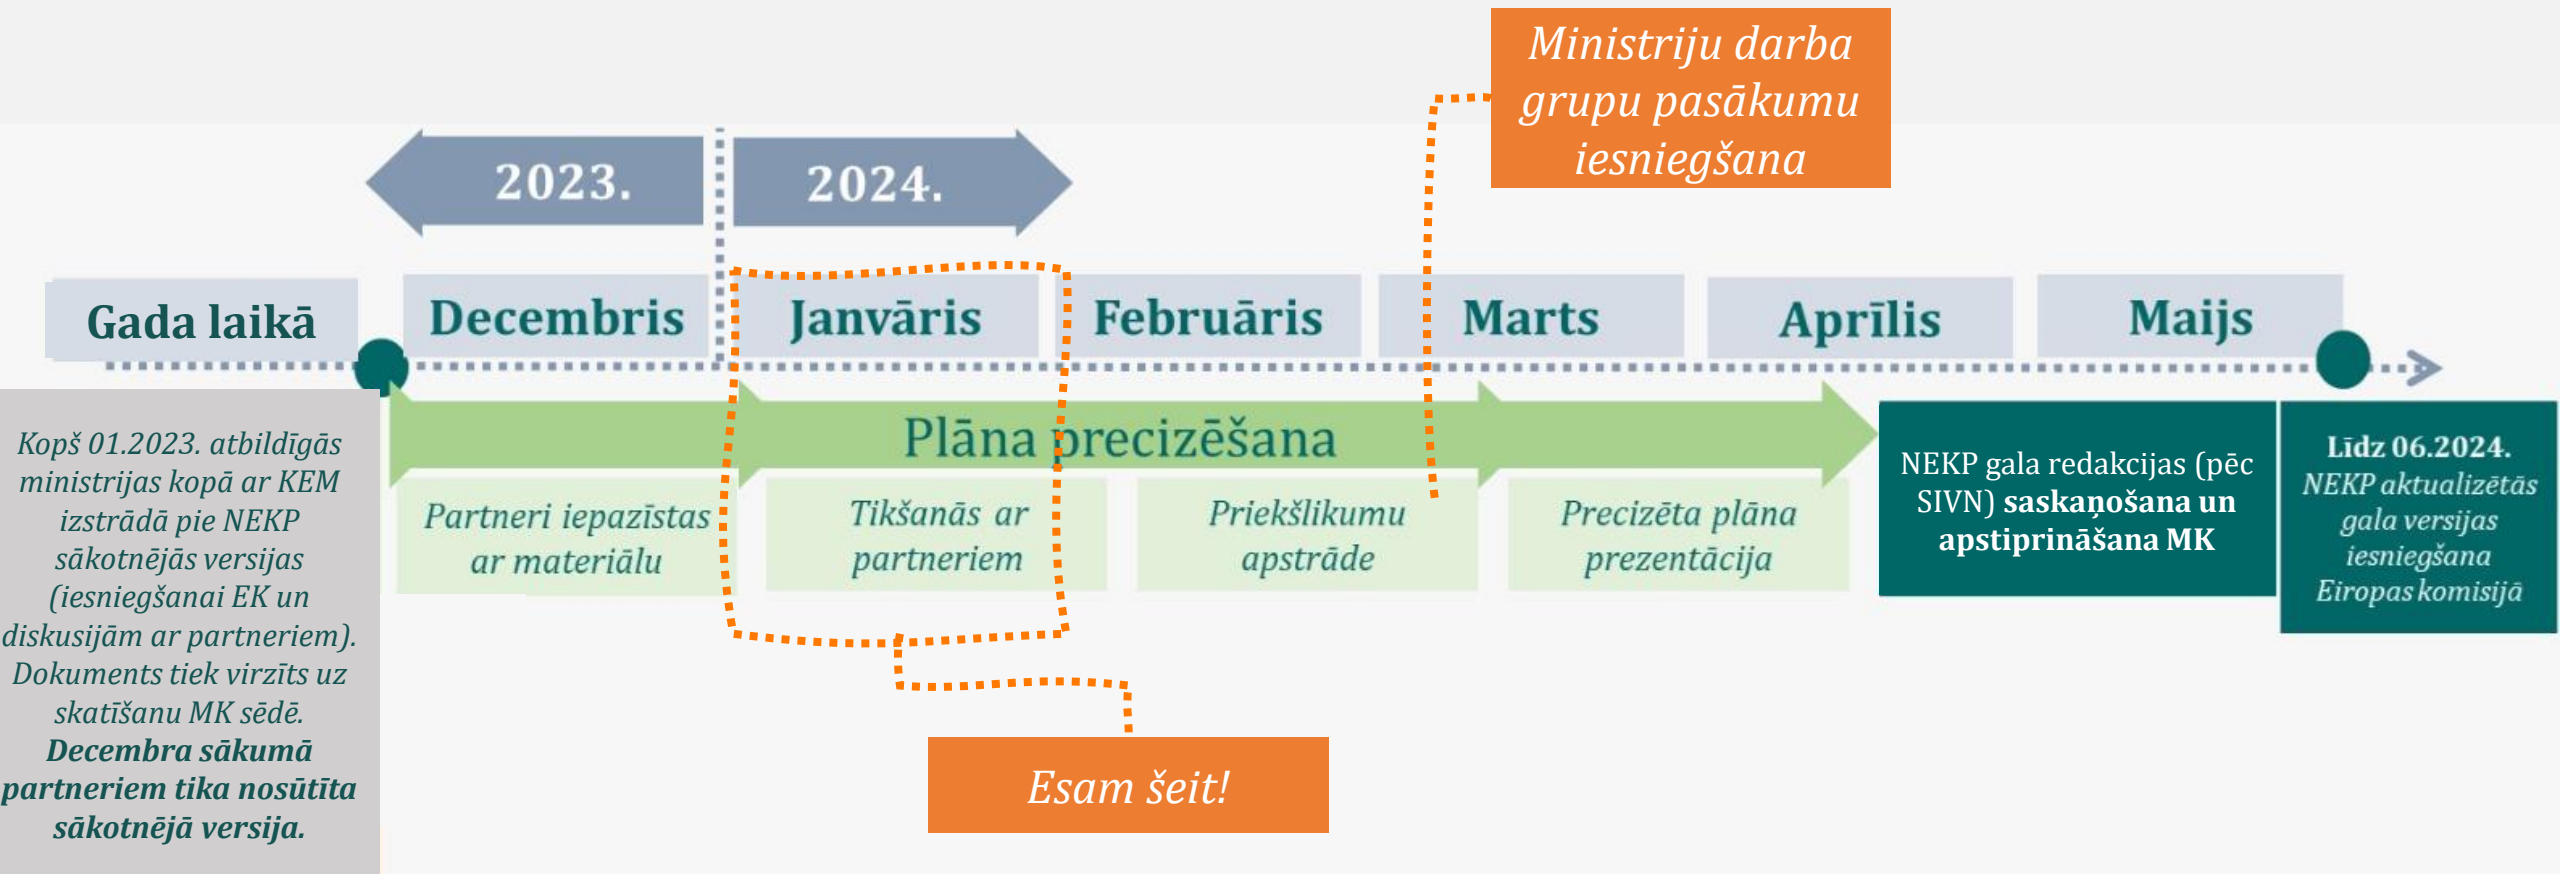 Ministriju darba
grupu pasākumu
iesniegšana
2023.
2024.
Gada laikā
Decembris
Janvāris
Februāris
Marts
Aprīlis
Maijs
Plāna precizēšana
Kopš 01.2023. atbildīgās
ministrijas kopā ar KEM
izstrādā pie NEKP
sākotnējās versijas
(iesniegšanai EK un
diskusijām ar partneriem).
Dokuments tiek virzīts uz
skatīšanu MK sēdē.
Decembra sākumā
partneriem tika nosūtīta
sākotnējā versija.
Partneri iepazīstas
ar materiālu
Tikšanās ar
partneriem
Priekšlikumu
apstrāde
Precizēta plāna
prezentācija
NEKP gala redakcijas (pēc
SIVN) saskaņošana un
apstiprināšana MK
Līdz 06.2024.
NEKP aktualizētās
gala versijas
iesniegšana
Eiropas komisijā
Esam šeit!